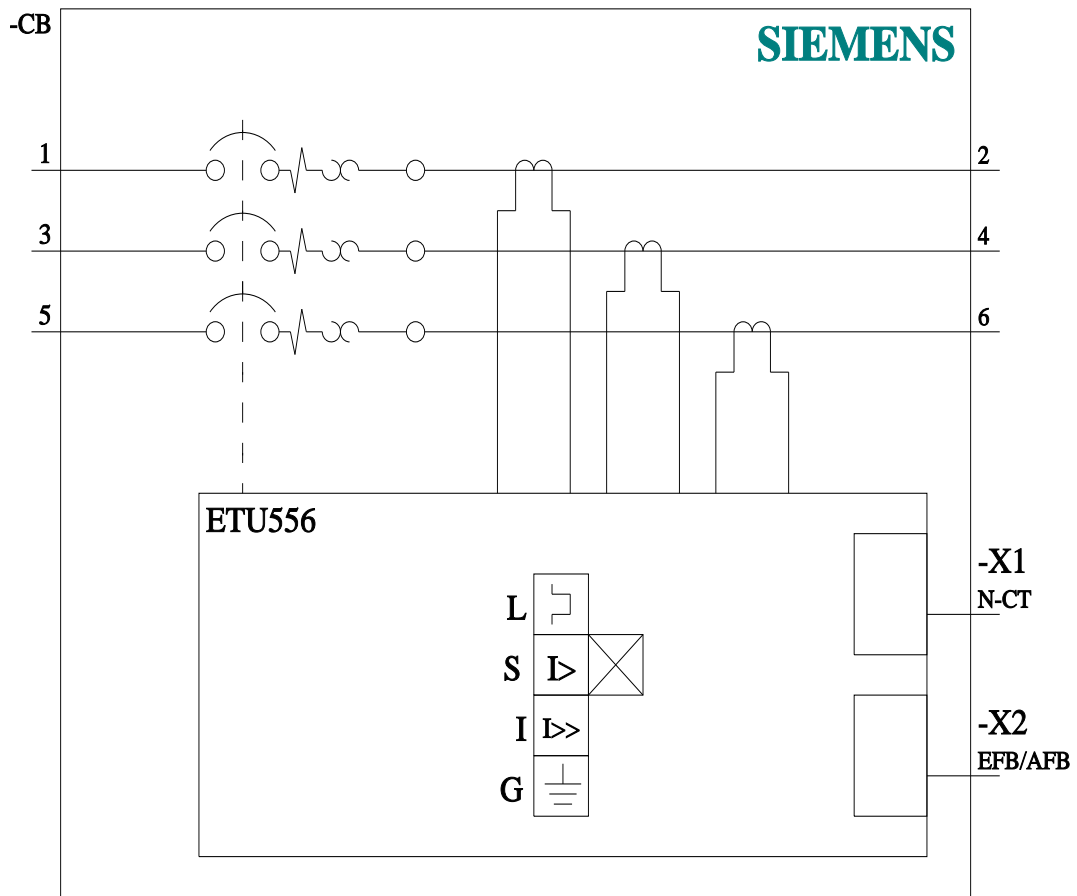 -CB
SIEMENS
1
2
3
4
5
6
ETU556
-X1
N-CT
L
S I>
I I>>
G
-X2
EFB/AFB